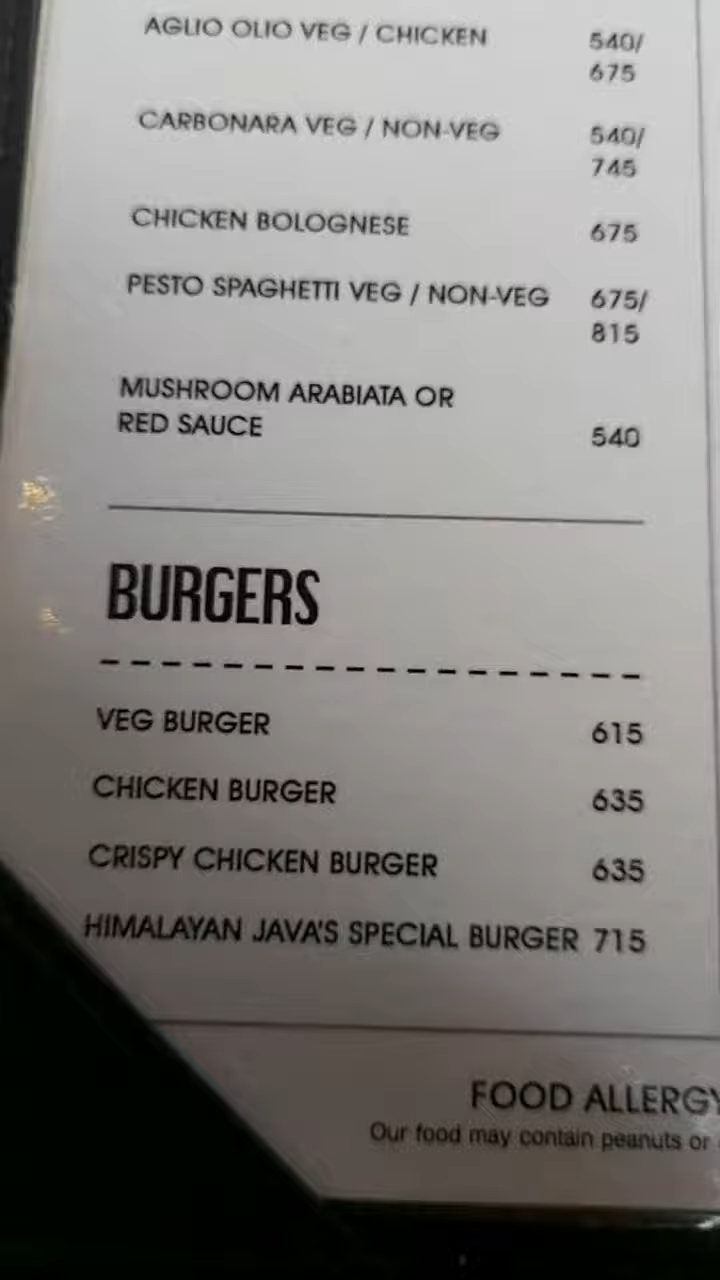 AGLIO OLIO VEG / CHICKEN 540/
675
CARBONARA VEG / NON-VEG 540/
745
CHICKEN BOLOGNESE 675
PESTO SPAGHETTI VEG / NON-VEG 675/
815
MUSHROOM ARABIATA OR
RED SAUCE 540
BURGERS
VEG BURGER 615
CHICKEN BURGER 635
CRISPY CHICKEN BURGER 635
HIMALAYAN JAVA'S SPECIAL BURGER 715
FOOD ALLERGY
Our food may contain peanuts or